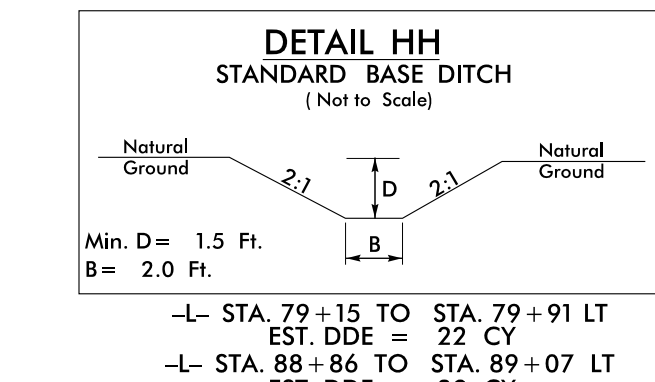 DETAIL HH
STANDARD BASE DITCH
( Not to Scale)
Natural
Ground
2:1
D
2:1
Natural
Ground
Min. D= 1.5 Ft.
B
B= 2.0 Ft.
-L- STA. 79+15 TO STA. 79+91 LT
EST. DDE = 22 CY
-L- STA. 88+86 TO STA. 89+07 LT
EST. DDE =